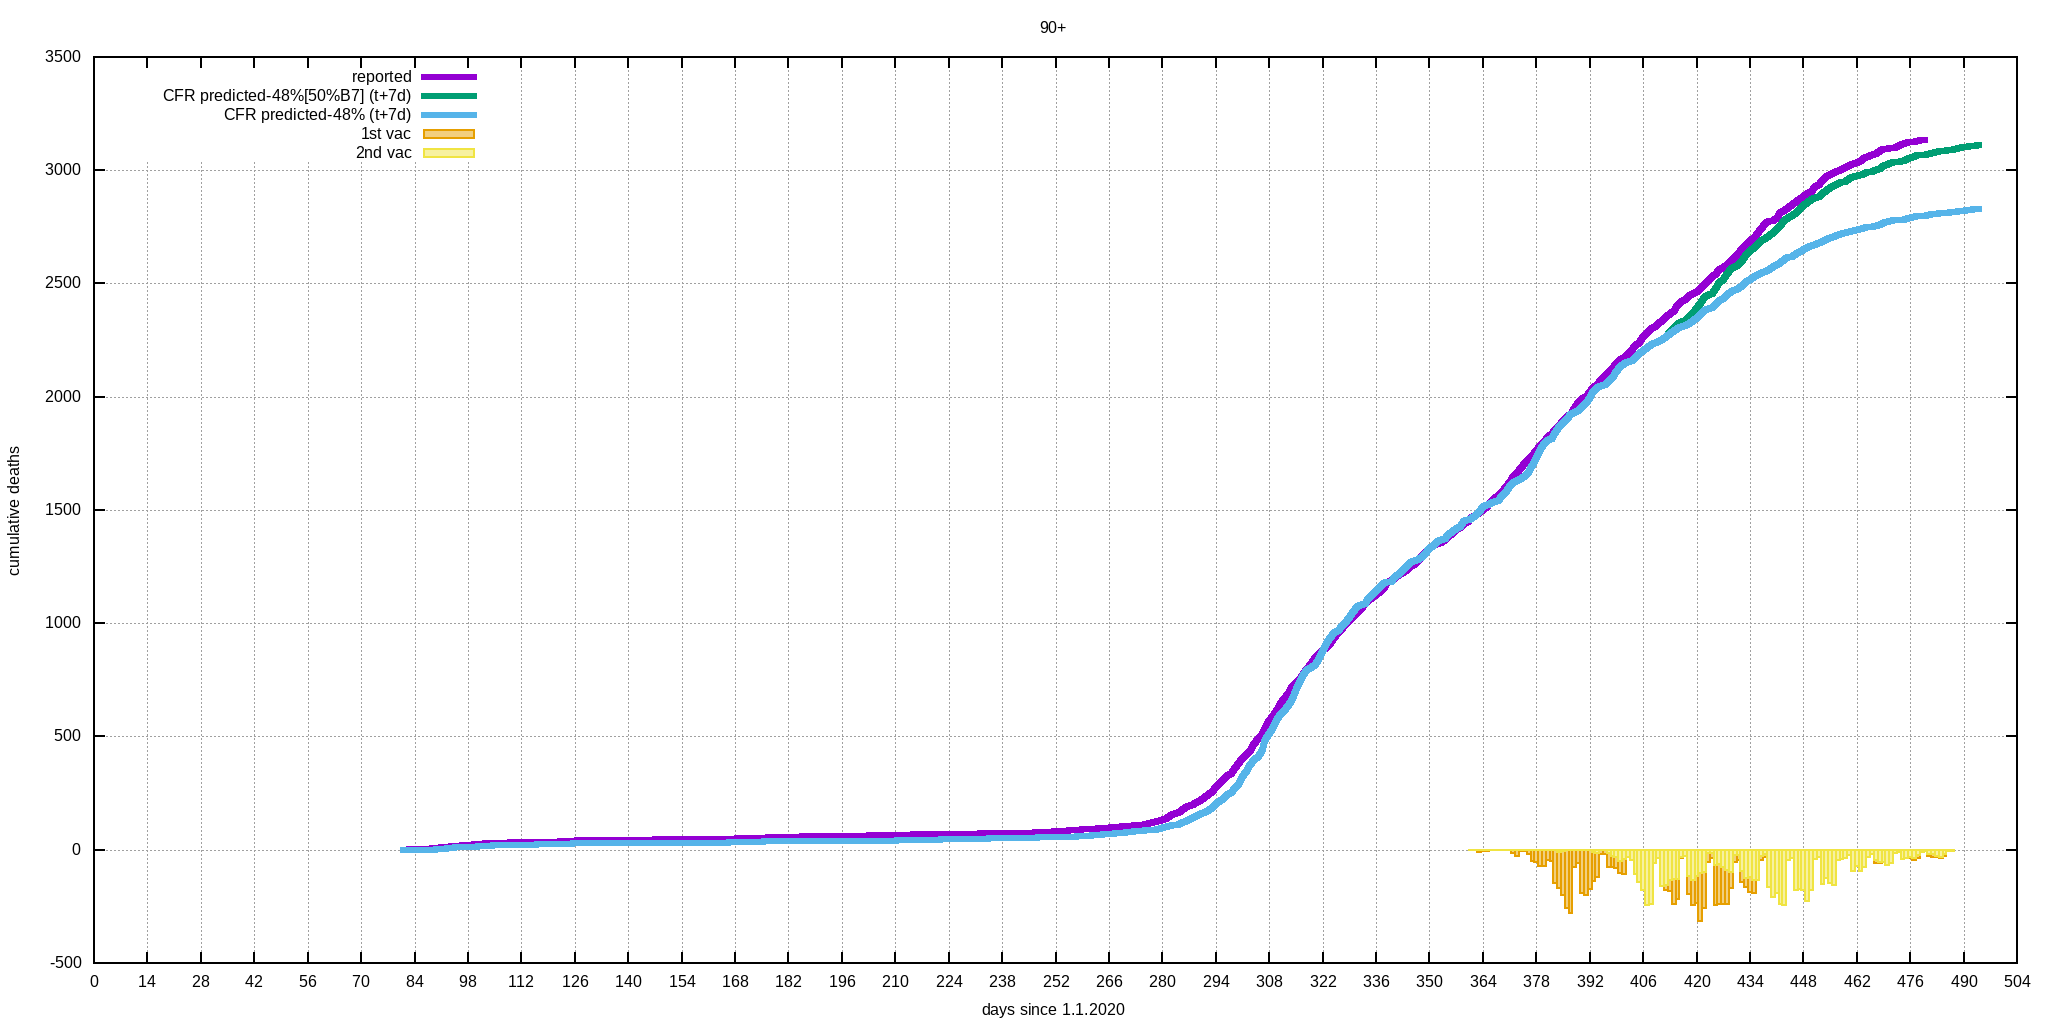 90+
3500
3000
2500
2000
1500
1000
500
0
-500
cumulative deaths
reported
CFR predicted-48%[50%B7] (t+7d)
CFR predicted-48% (t+7d)
1st vac
2nd vac
0 14 28 42 56 70 84 98 112 126 140 154 168 182 196 210 224 238 252 266 280 294 308 322 336 350 364 378 392 406 420 434 448 462 476 490 504
days since 1.1.2020